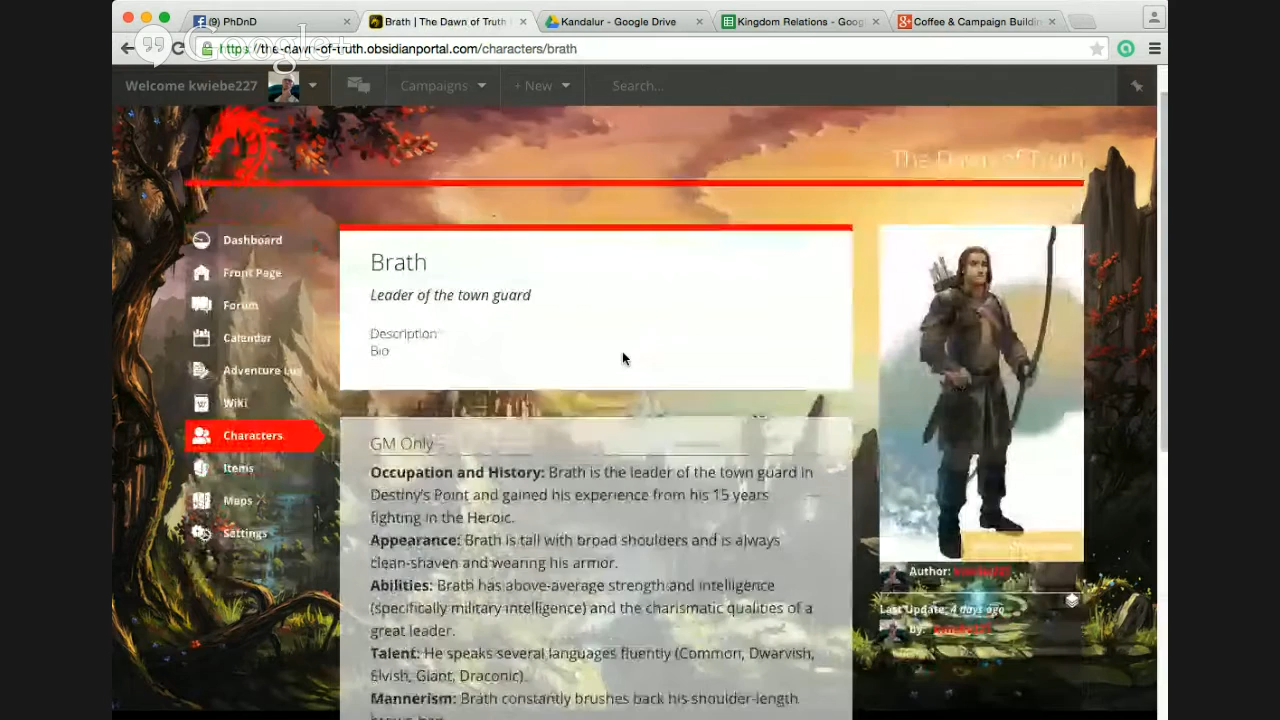 (9) PhDnD
Brath | The Dawn of Truth
Kandalur - Google Drive
Kingdom Relations - Goog
Coffee & Campaign Buildin
Google+
https://the-dawn-of-truth.obsidianportal.com/characters/brath
Welcome kwiebe227
Campaigns
+ New
Search...
The Dawn of Truth
Dashboard
Front Page
Forum
Calendar
Adventure Log
Wiki
Characters
Items
Maps
Settings
Brath
Leader of the town guard
Description
Bio
GM Only
Occupation and History: Brath is the leader of the town guard in
Destiny's Point and gained his experience from his 15 years
fighting in the Heroic.
Appearance: Brath is tall with broad shoulders and is always
clean-shaven and wearing his armor.
Abilities: Brath has above-average strength and intelligence
(specifically military intelligence) and the charismatic qualities of a
great leader.
Talent: He speaks several languages fluently (Common, Dwarvish,
Elvish, Giant, Draconic).
Mannerism: Brath constantly brushes back his shoulder-length
Author: kwiebe227
Last Update: 4 days ago
By: kwiebe227